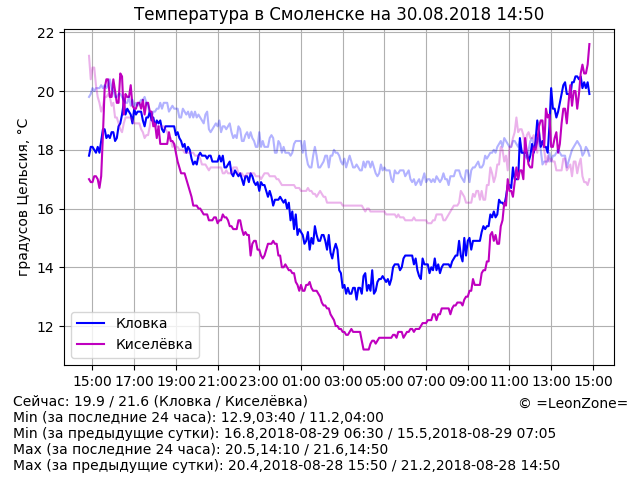 Температура в Смоленске на 30.08.2018 14:50
градусов Цельсия, °C
22
20
18
16
14
12
Кловка
Киселёвка
15:00 17:00 19:00 21:00 23:00 01:00 03:00 05:00 07:00 09:00 11:00 13:00 15:00
Сейчас: 19.9 / 21.6 (Кловка / Киселёвка)
© =LeonZone=
Min (за последние 24 часа): 12.9,03:40 / 11.2,04:00
Min (за предыдущие сутки): 16.8,2018-08-29 06:30 / 15.5,2018-08-29 07:05
Max (за последние 24 часа): 20.5,14:10 / 21.6,14:50
Max (за предыдущие сутки): 20.4,2018-08-28 15:50 / 21.2,2018-08-28 14:50